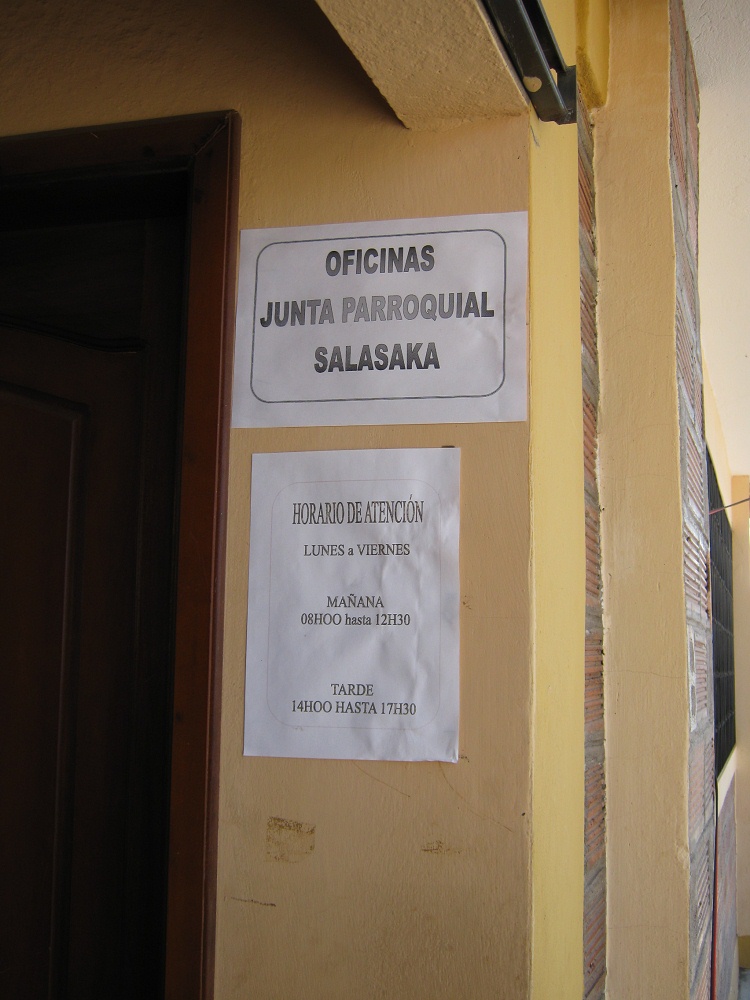 OFICINAS
JUNTA PARROQUIAL
SALASAKA
HORARIO DE ATENCIÓN
LUNES a VIERNES
MAÑANA
08HOO hasta 12H30
TARDE
14HOO HASTA 17H30